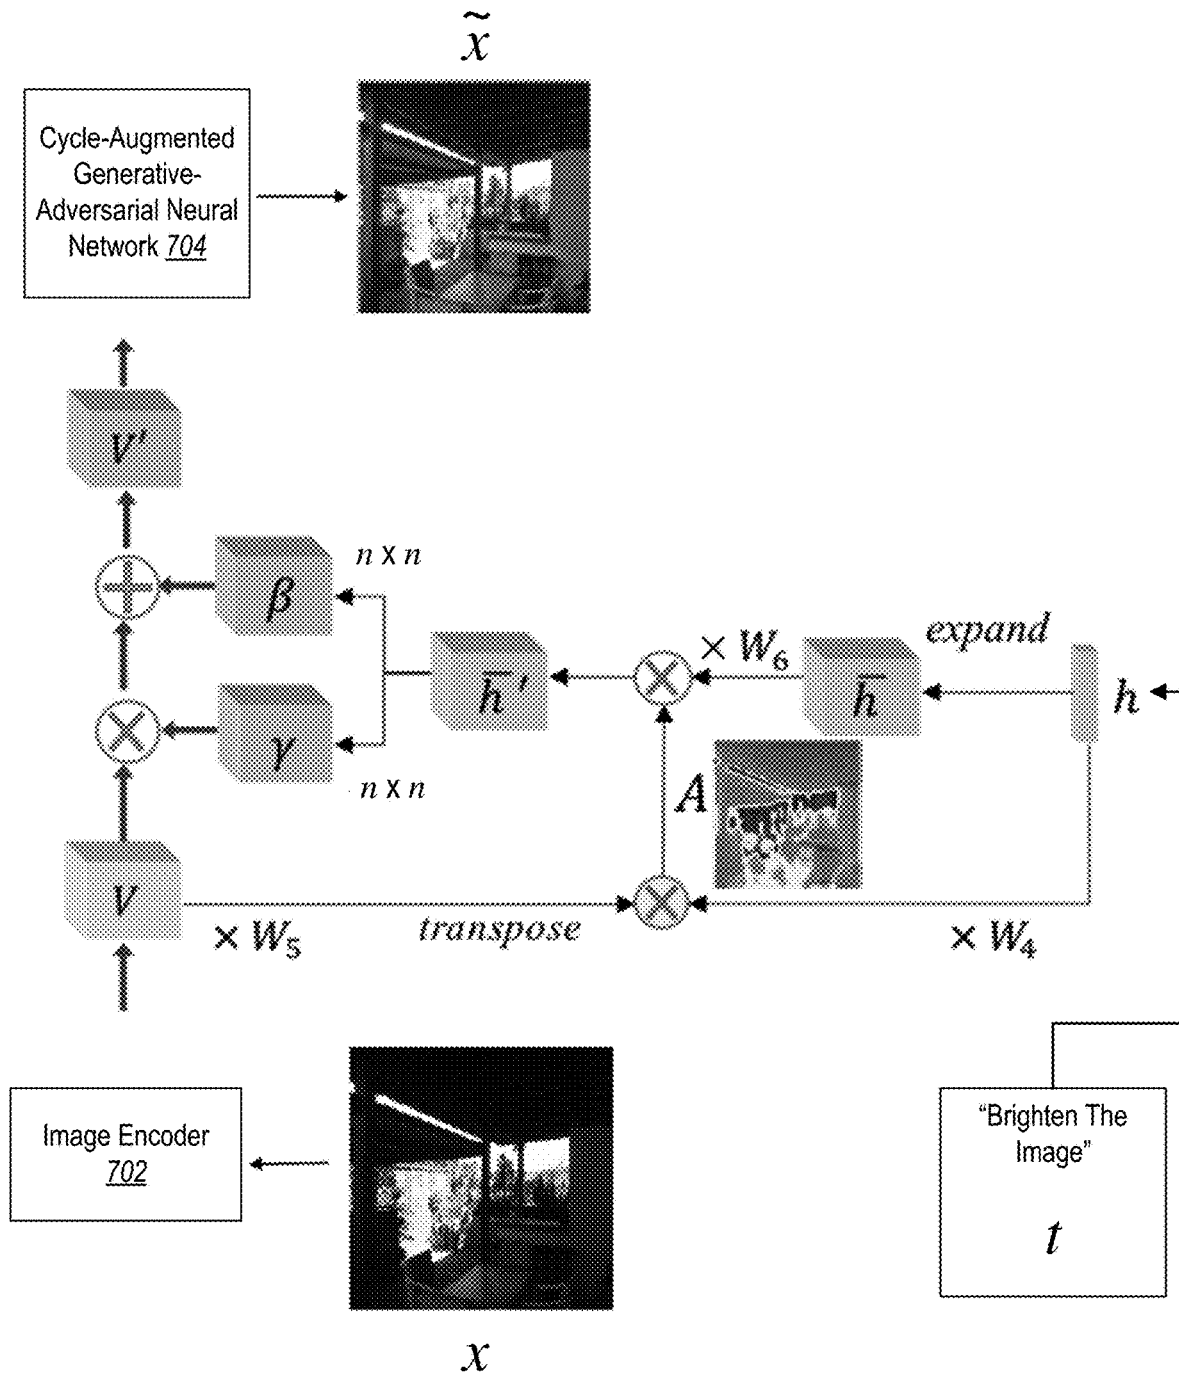 x̃
Cycle-Augmented
Generative-
Adversarial Neural
Network 704
V'
n x n
β
expand
× W₆
h̄'
h̄
h
γ
n x n
A
V
× W₅
transpose
× W₄
Image Encoder
702
"Brighten The
Image"
t
x